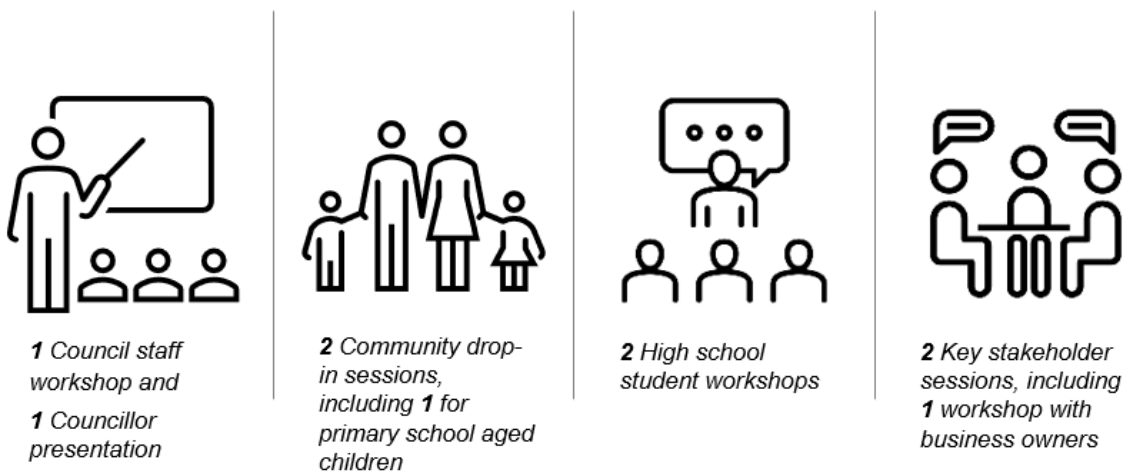 1 Council staff
workshop and
1 Councillor
presentation
2 Community drop-
in sessions,
including 1 for
primary school aged
children
2 High school
student workshops
2 Key stakeholder
sessions, including
1 workshop with
business owners